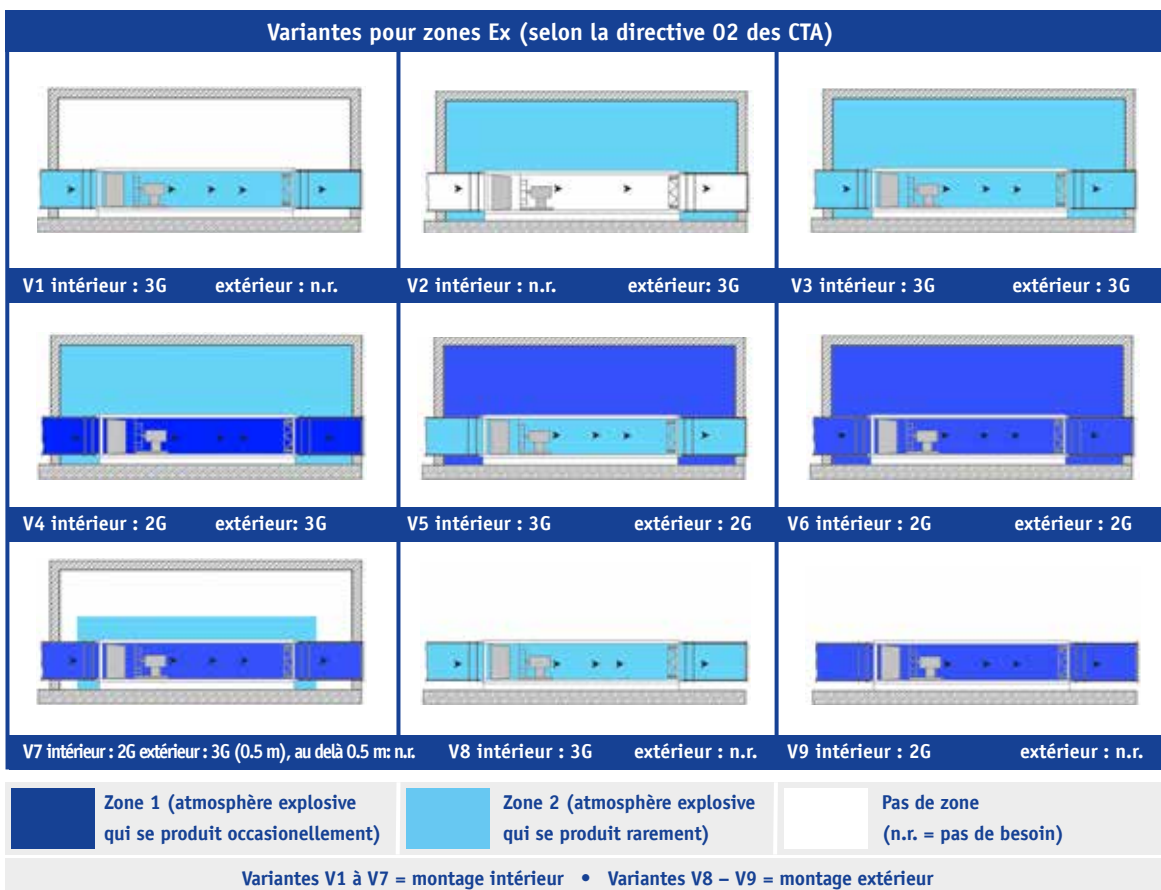 Variantes pour zones Ex (selon la directive 02 des CTA)
V1 intérieur : 3G extérieur : n.r.
V2 intérieur : n.r. extérieur: 3G
V3 intérieur : 3G extérieur : 3G
V4 intérieur : 2G extérieur: 3G
V5 intérieur : 3G extérieur : 2G
V6 intérieur : 2G extérieur : 2G
V7 intérieur : 2G extérieur : 3G (0.5 m), au delà 0.5 m: n.r.
V8 intérieur : 3G extérieur : n.r.
V9 intérieur : 2G extérieur : n.r.
Zone 1 (atmosphère explosive
qui se produit occasionellement)
Zone 2 (atmosphère explosive
qui se produit rarement)
Pas de zone
(n.r. = pas de besoin)
Variantes V1 à V7 = montage intérieur • Variantes V8 – V9 = montage extérieur